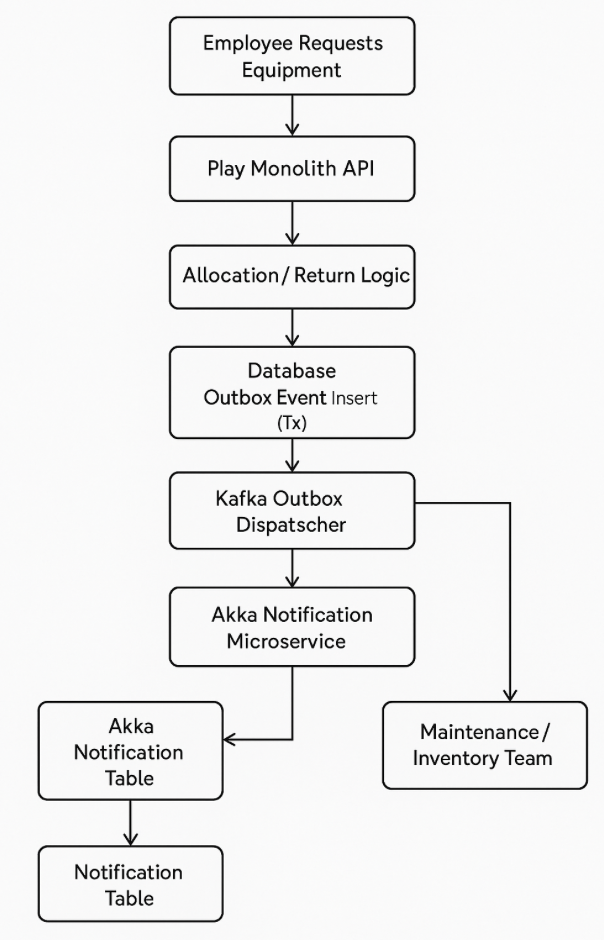 Employee Requests
Equipment
Play Monolith API
Allocation / Return Logic
Database
Outbox Event Insert
(Tx)
Kafka Outbox
Dispatscher
Akka Notification
Microservice
Akka
Notification
Table
Maintenance /
Inventory Team
Notification
Table